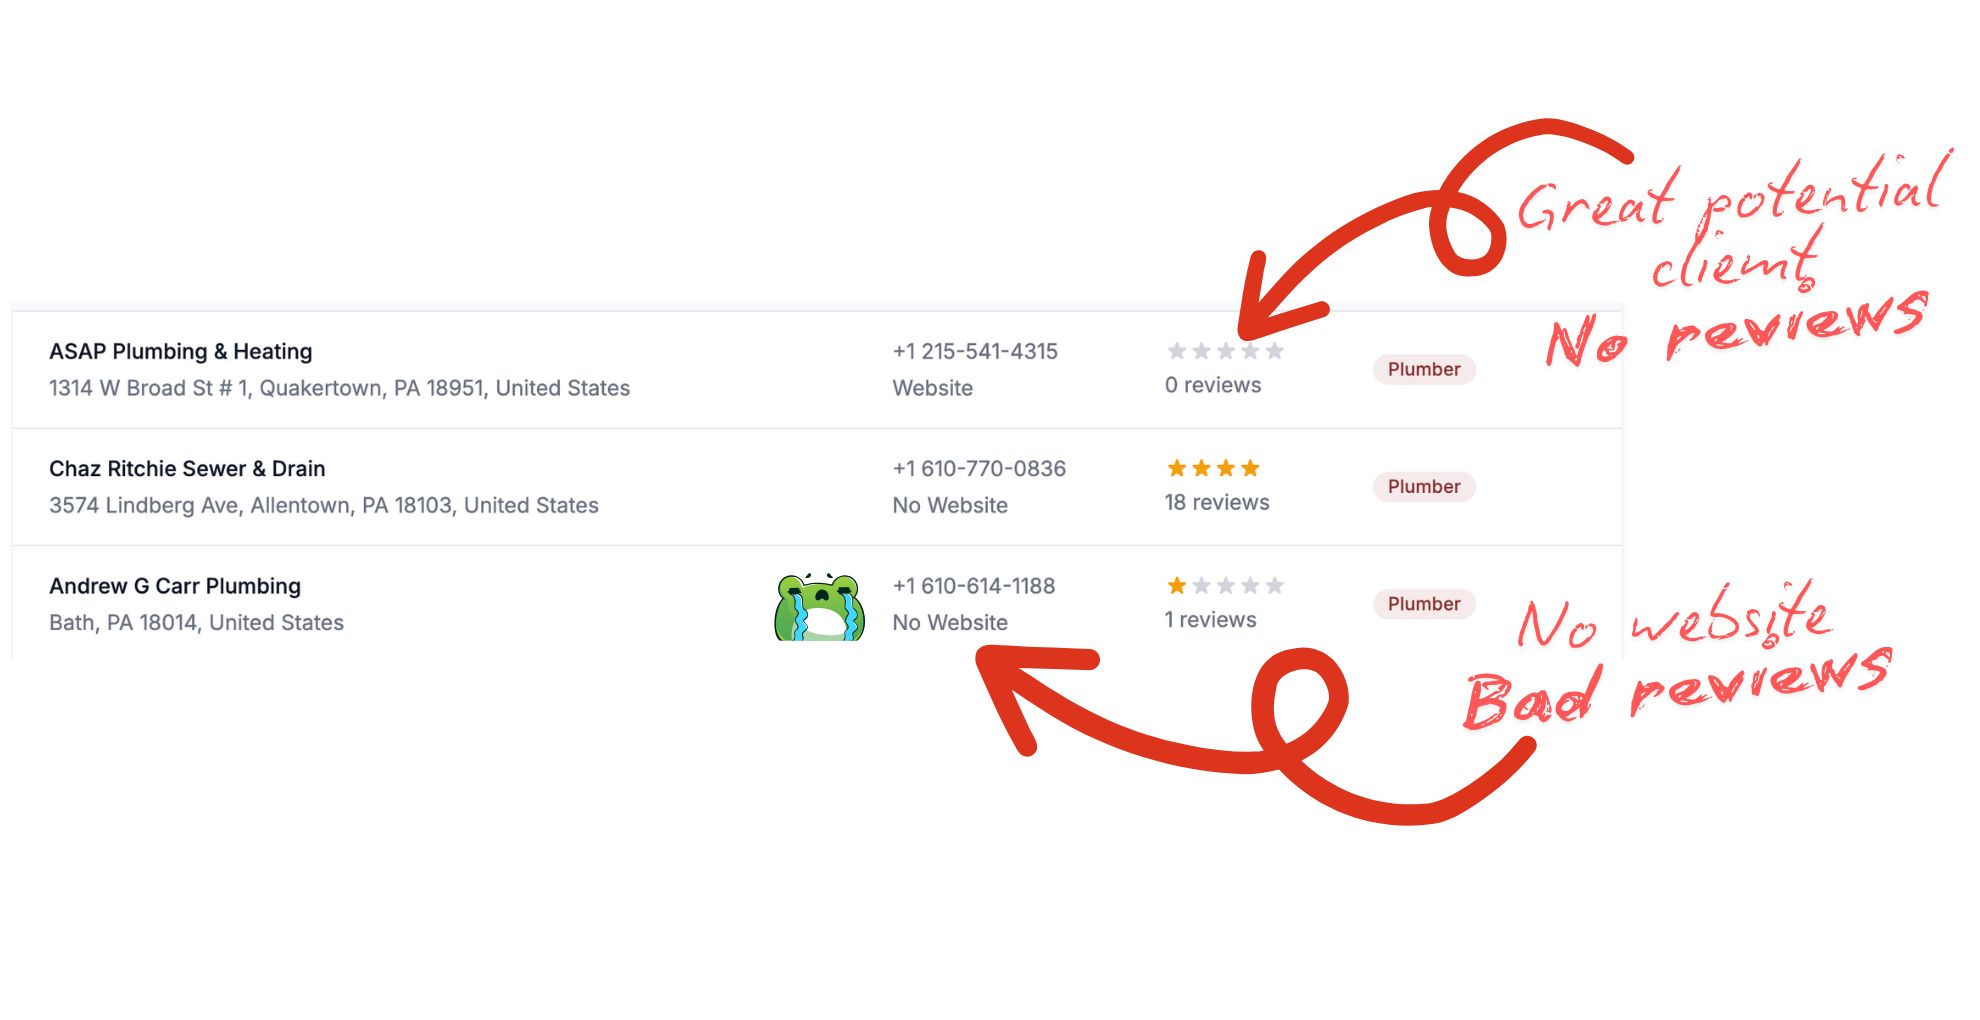 Great potential
client,
No reviews
ASAP Plumbing & Heating
1314 W Broad St # 1, Quakertown, PA 18951, United States
+1 215-541-4315
Website
0 reviews
Plumber
Chaz Ritchie Sewer & Drain
3574 Lindberg Ave, Allentown, PA 18103, United States
+1 610-770-0836
No Website
18 reviews
Plumber
Andrew G Carr Plumbing
Bath, PA 18014, United States
+1 610-614-1188
No Website
1 reviews
Plumber
No website
Bad reviews